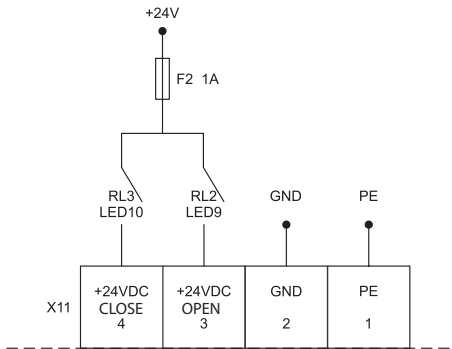 +24V
F2 1A
RL3
LED10
RL2
LED9
GND
PE
X11
+24VDC
CLOSE
4
+24VDC
OPEN
3
GND
2
PE
1